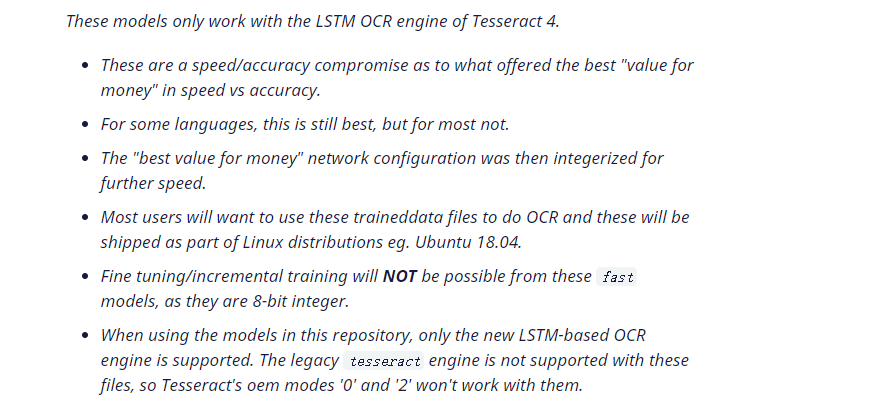 These models only work with the LSTM OCR engine of Tesseract 4.
• These are a speed/accuracy compromise as to what offered the best "value for
money" in speed vs accuracy.
• For some languages, this is still best, but for most not.
• The "best value for money" network configuration was then integerized for
further speed.
• Most users will want to use these traineddata files to do OCR and these will be
shipped as part of Linux distributions eg. Ubuntu 18.04.
• Fine tuning/incremental training will NOT be possible from these fast
models, as they are 8-bit integer.
• When using the models in this repository, only the new LSTM-based OCR
engine is supported. The legacy tesseract engine is not supported with these
files, so Tesseract's oem modes '0' and '2' won't work with them.